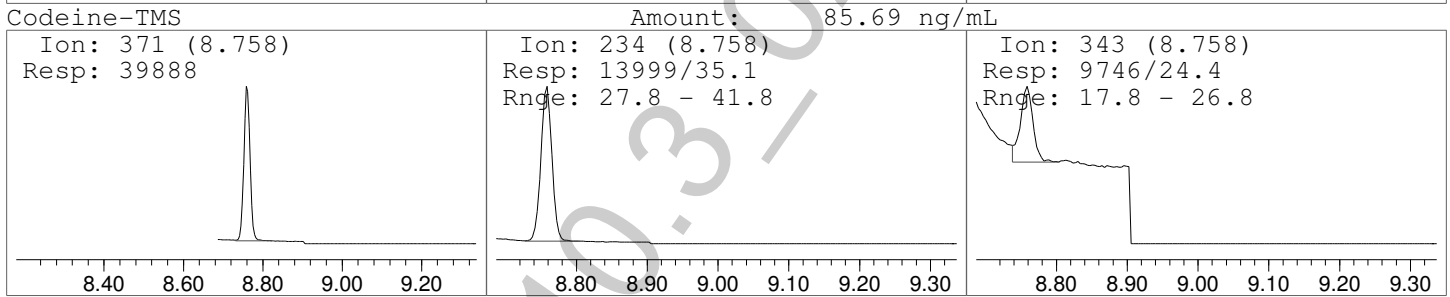 Codeine-TMS Amount: 85.69 ng/mL
Ion: 371 (8.758)
Resp: 39888
8.40 8.60 8.80 9.00 9.20
Ion: 234 (8.758)
Resp: 13999/35.1
Rnge: 27.8 - 41.8
8.80 8.90 9.00 9.10 9.20 9.30
Ion: 343 (8.758)
Resp: 9746/24.4
Rnge: 17.8 - 26.8
8.80 8.90 9.00 9.10 9.20 9.30